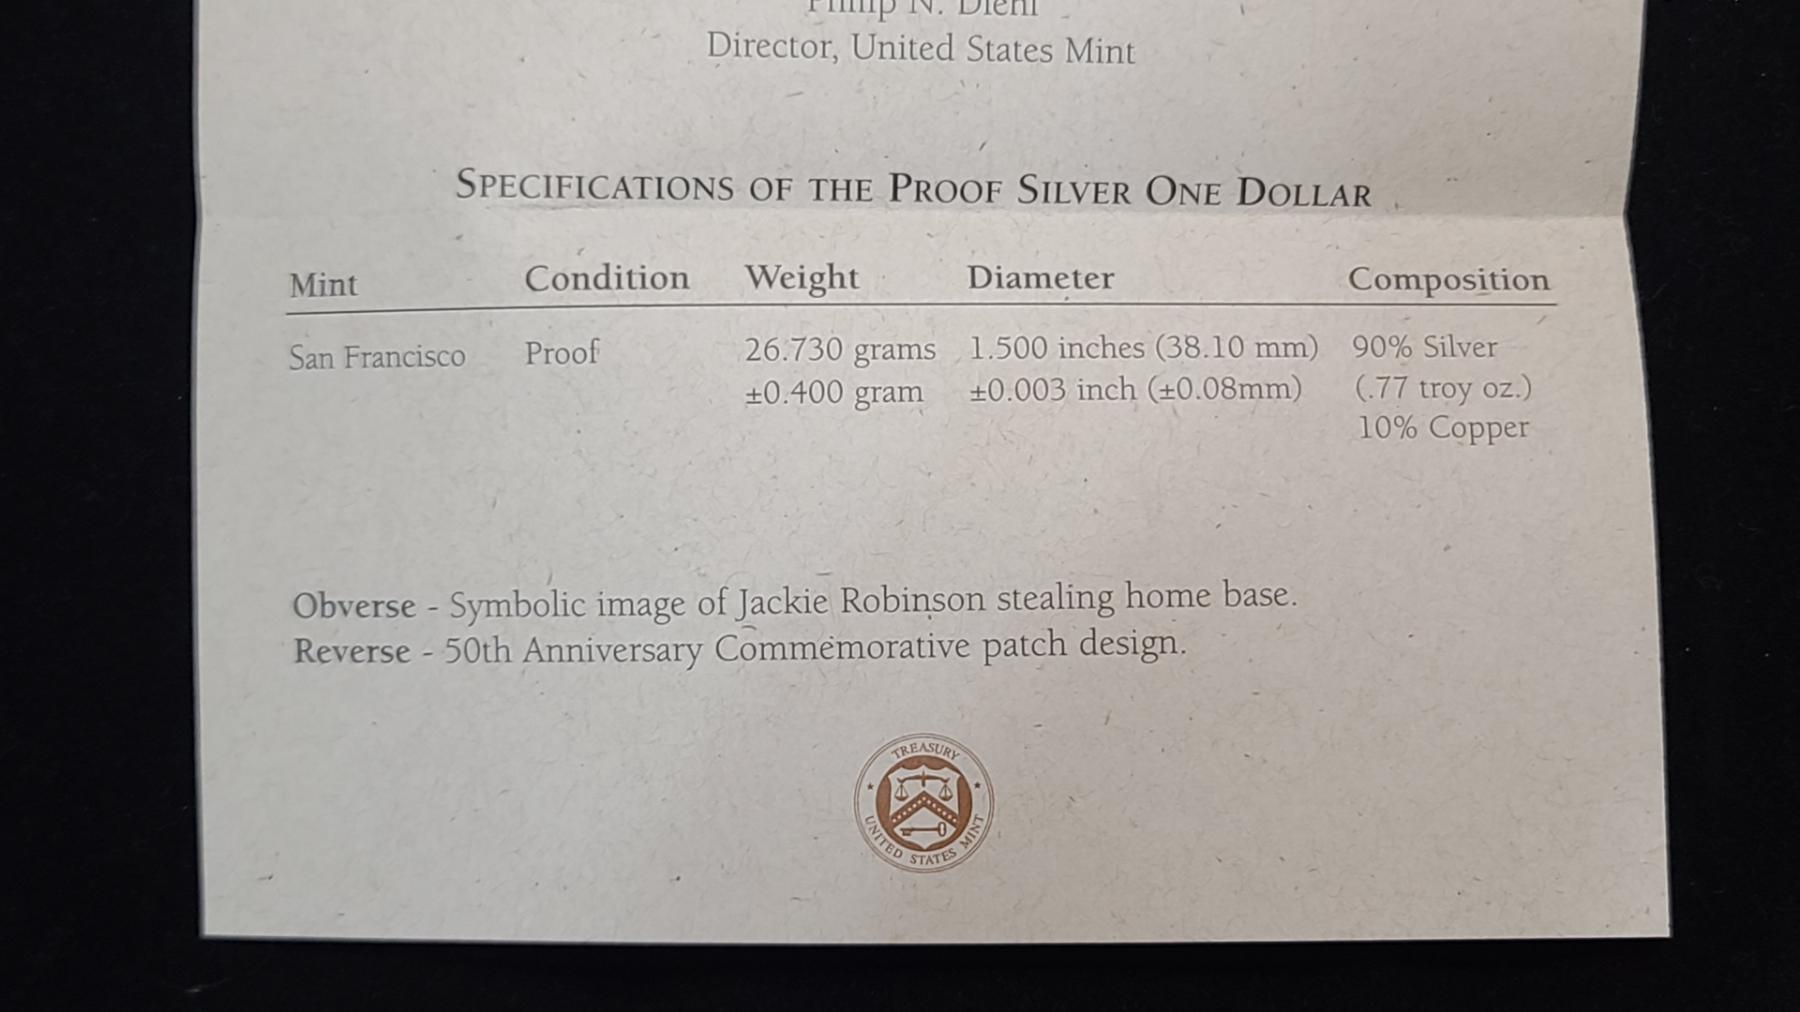 Philip N. Diehl
Director, United States Mint
SPECIFICATIONS OF THE PROOF SILVER ONE DOLLAR
Mint Condition Weight Diameter Composition
San Francisco Proof 26.730 grams 1.500 inches (38.10 mm) 90% Silver
±0.400 gram ±0.003 inch (±0.08mm) (.77 troy oz.)
10% Copper
Obverse - Symbolic image of Jackie Robinson stealing home base.
Reverse - 50th Anniversary Commemorative patch design.
TREASURY
UNITED STATES MINT